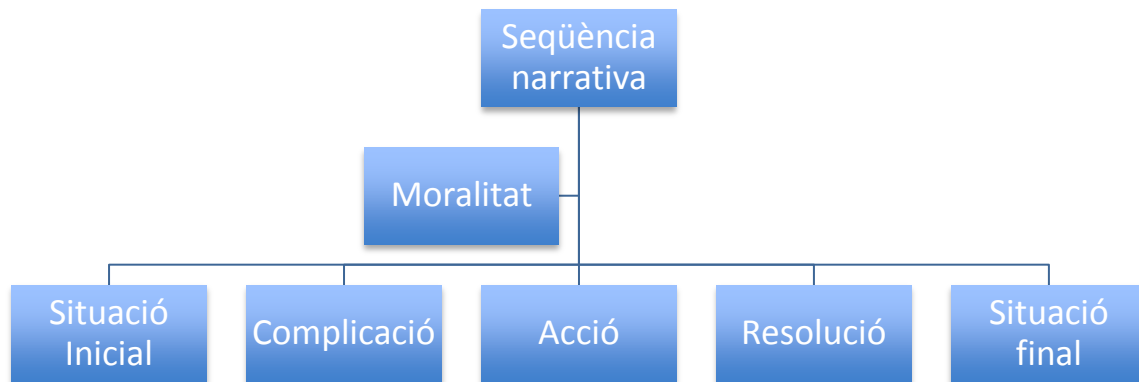 Seqüència
narrativa
Moralitat
Situació
Inicial
Complicació
Acció
Resolució
Situació
final